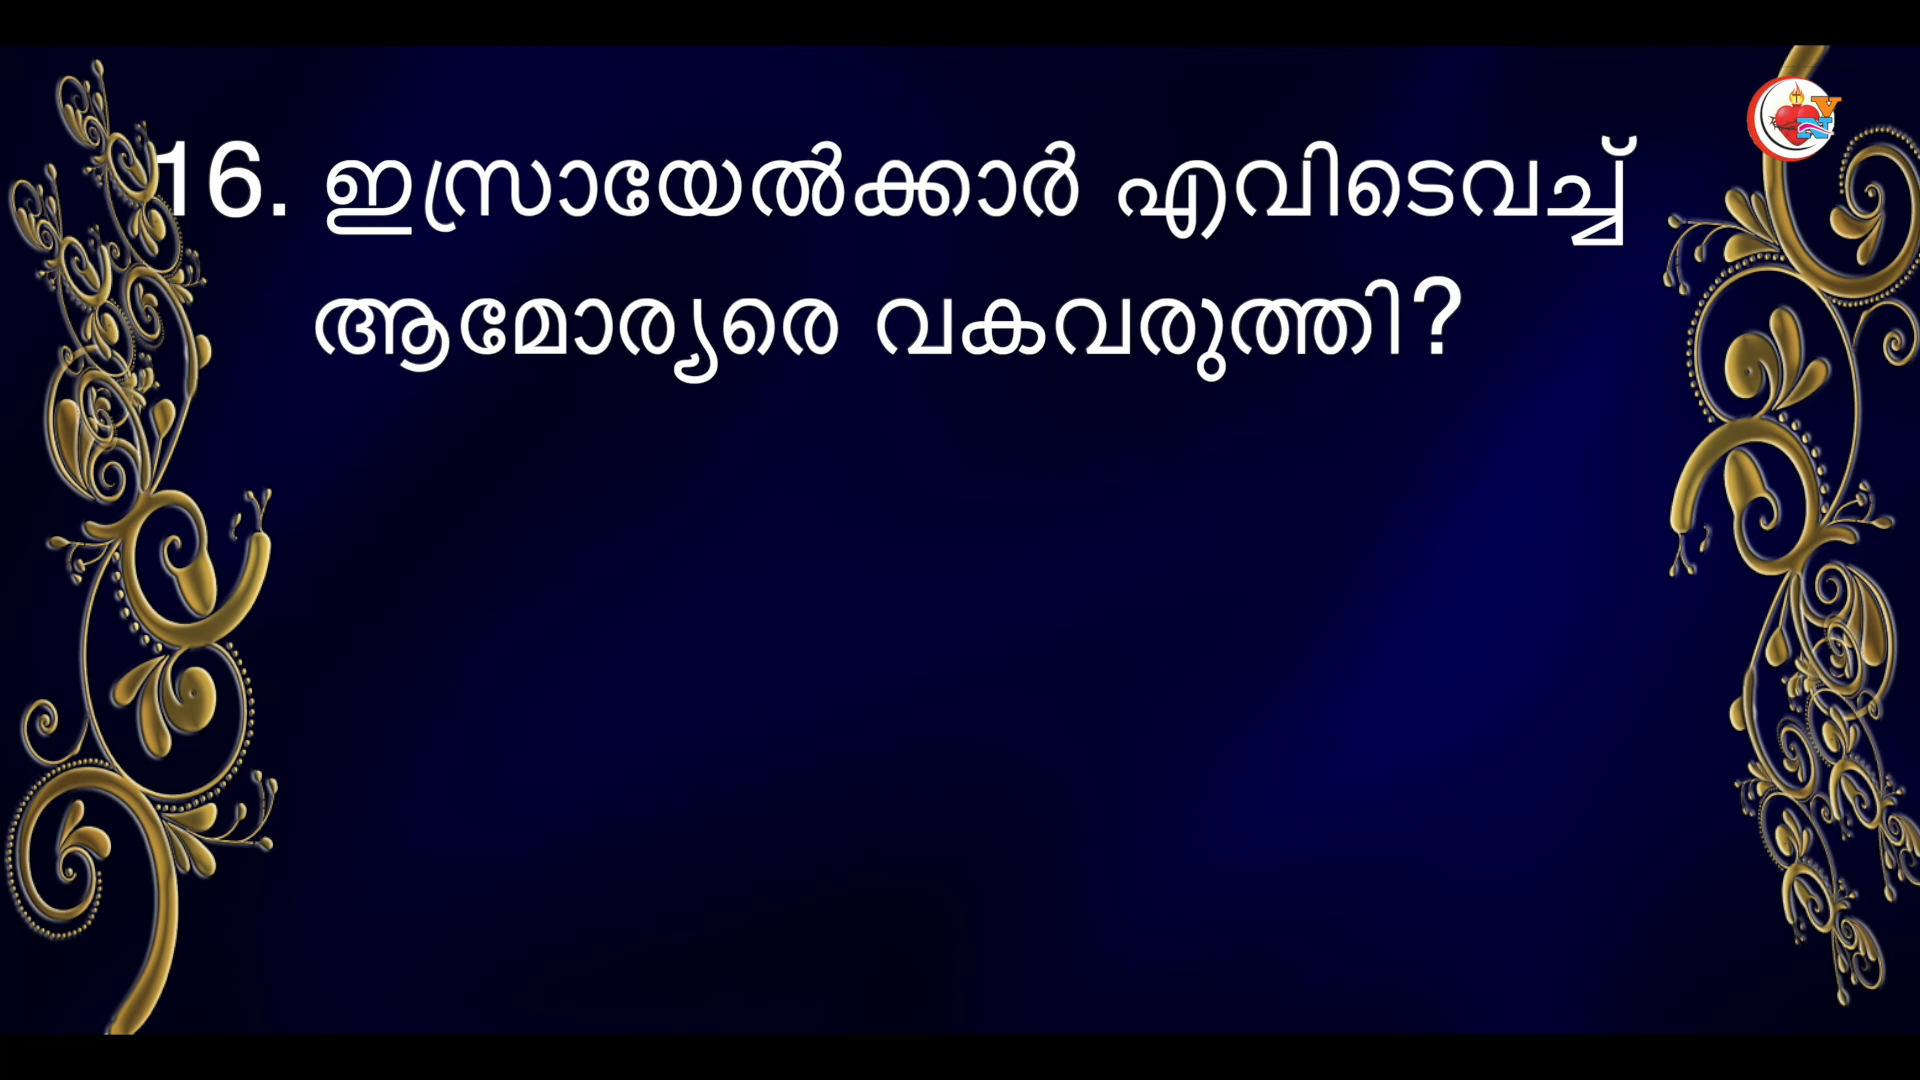 16. ഇസ്രായേൽക്കാർ എവിടെവച്ച്
ആമോര്യരെ വകവരുത്തി?